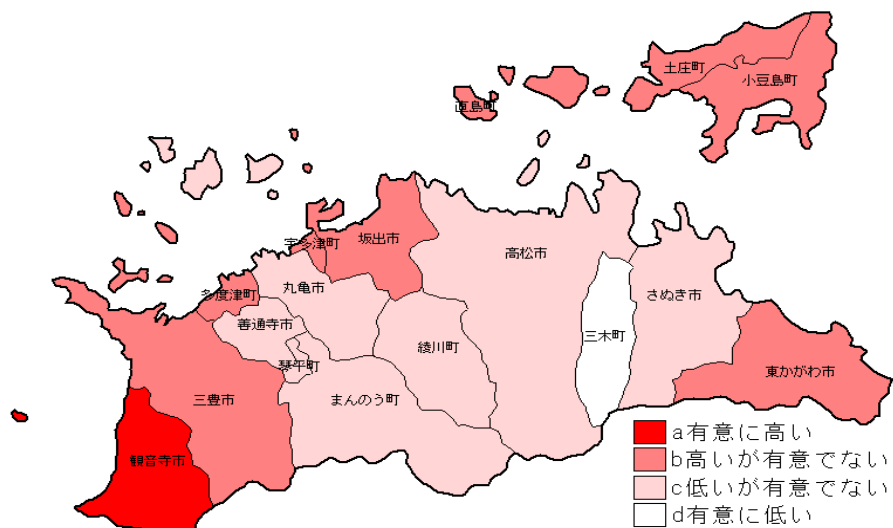 土庄町
小豆島町
直島町
宇多津町
坂出市
高松市
多度津町
丸亀市
さぬき市
善通寺市
三木町
綾川町
琴平町
東かがわ市
三豊市
まんのう町
観音寺市
a有意に高い
b高いが有意でない
c低いが有意でない
d有意に低い